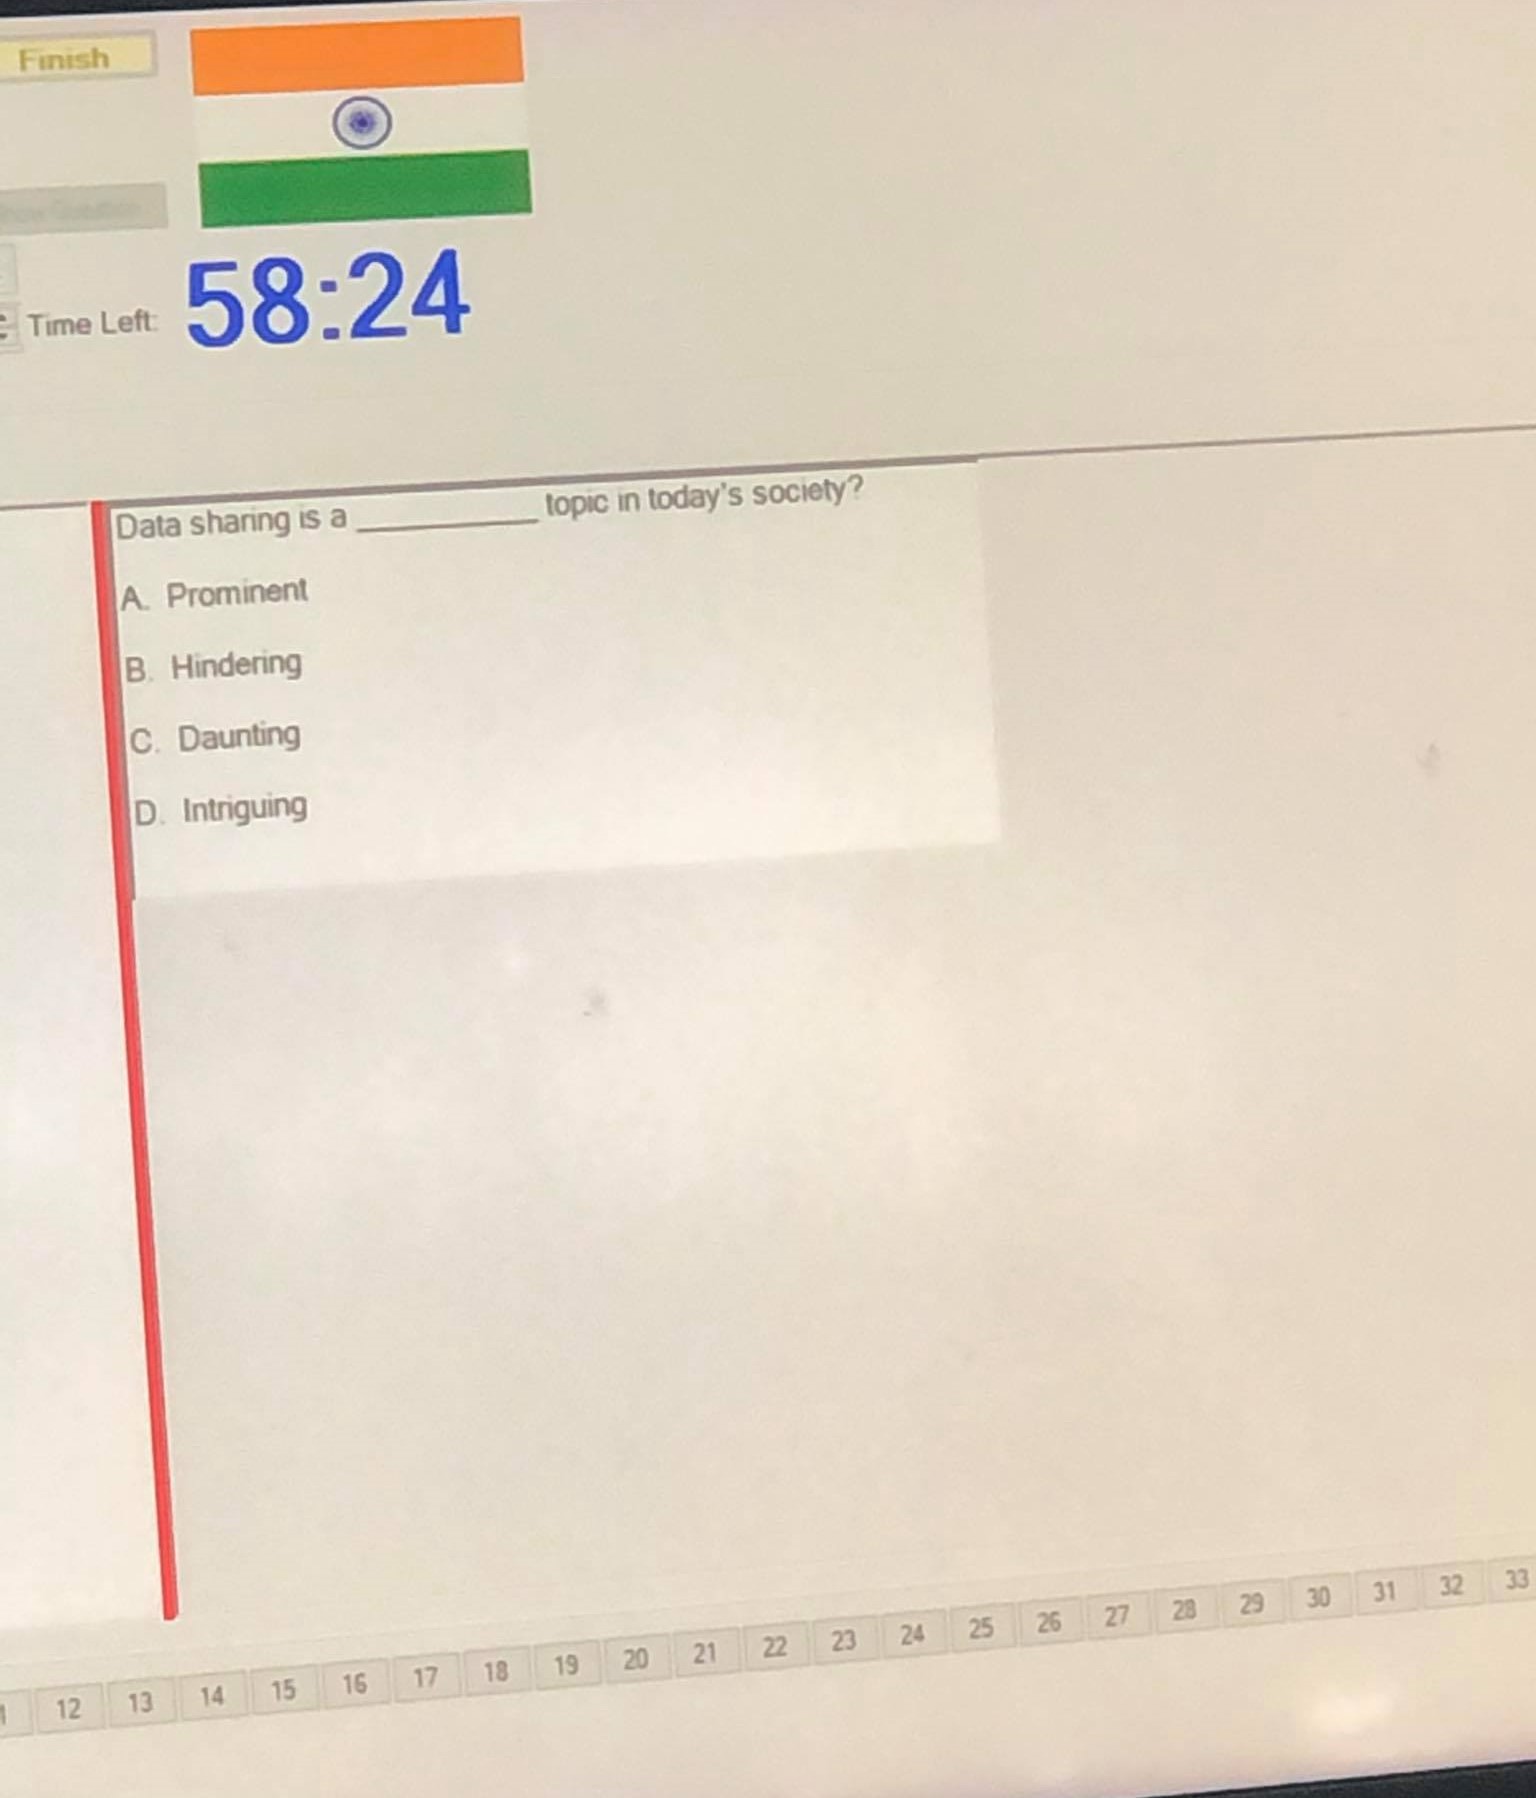 Finish
Time Left: 58:24
Data sharing is a __________ topic in today's society?
A. Prominent
B. Hindering
C. Daunting
D. Intriguing
12 13 14 15 16 17 18 19 20 21 22 23 24 25 26 27 28 29 30 31 32 33